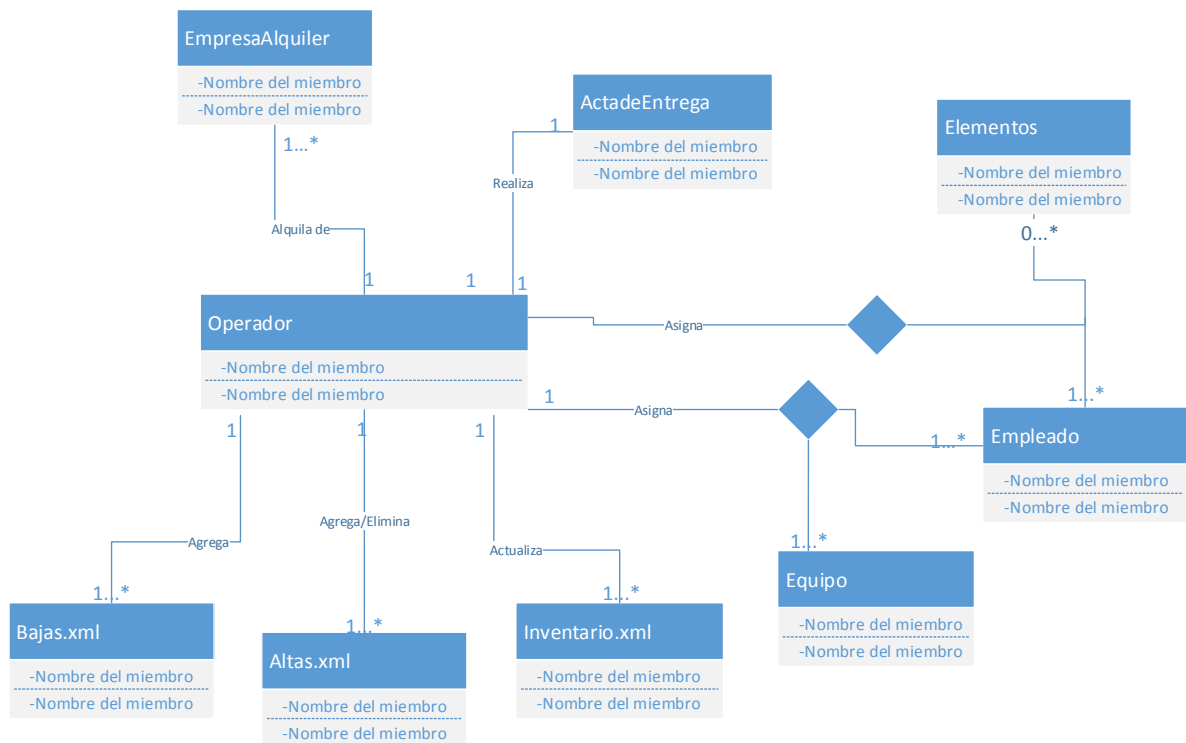 EmpresaAlquiler
-Nombre del miembro
-Nombre del miembro
1...*
Alquila de
1
ActadeEntrega
-Nombre del miembro
-Nombre del miembro
1
Realiza
1
1
Elementos
-Nombre del miembro
-Nombre del miembro
0...*
Operador
-Nombre del miembro
-Nombre del miembro
Asigna
1...*
1
Asigna
1...*
Empleado
-Nombre del miembro
-Nombre del miembro
1...*
Equipo
-Nombre del miembro
-Nombre del miembro
1
Agrega
1...*
Bajas.xml
-Nombre del miembro
-Nombre del miembro
1
Agrega/Elimina
1...*
Altas.xml
-Nombre del miembro
-Nombre del miembro
1
Actualiza
1...*
Inventario.xml
-Nombre del miembro
-Nombre del miembro